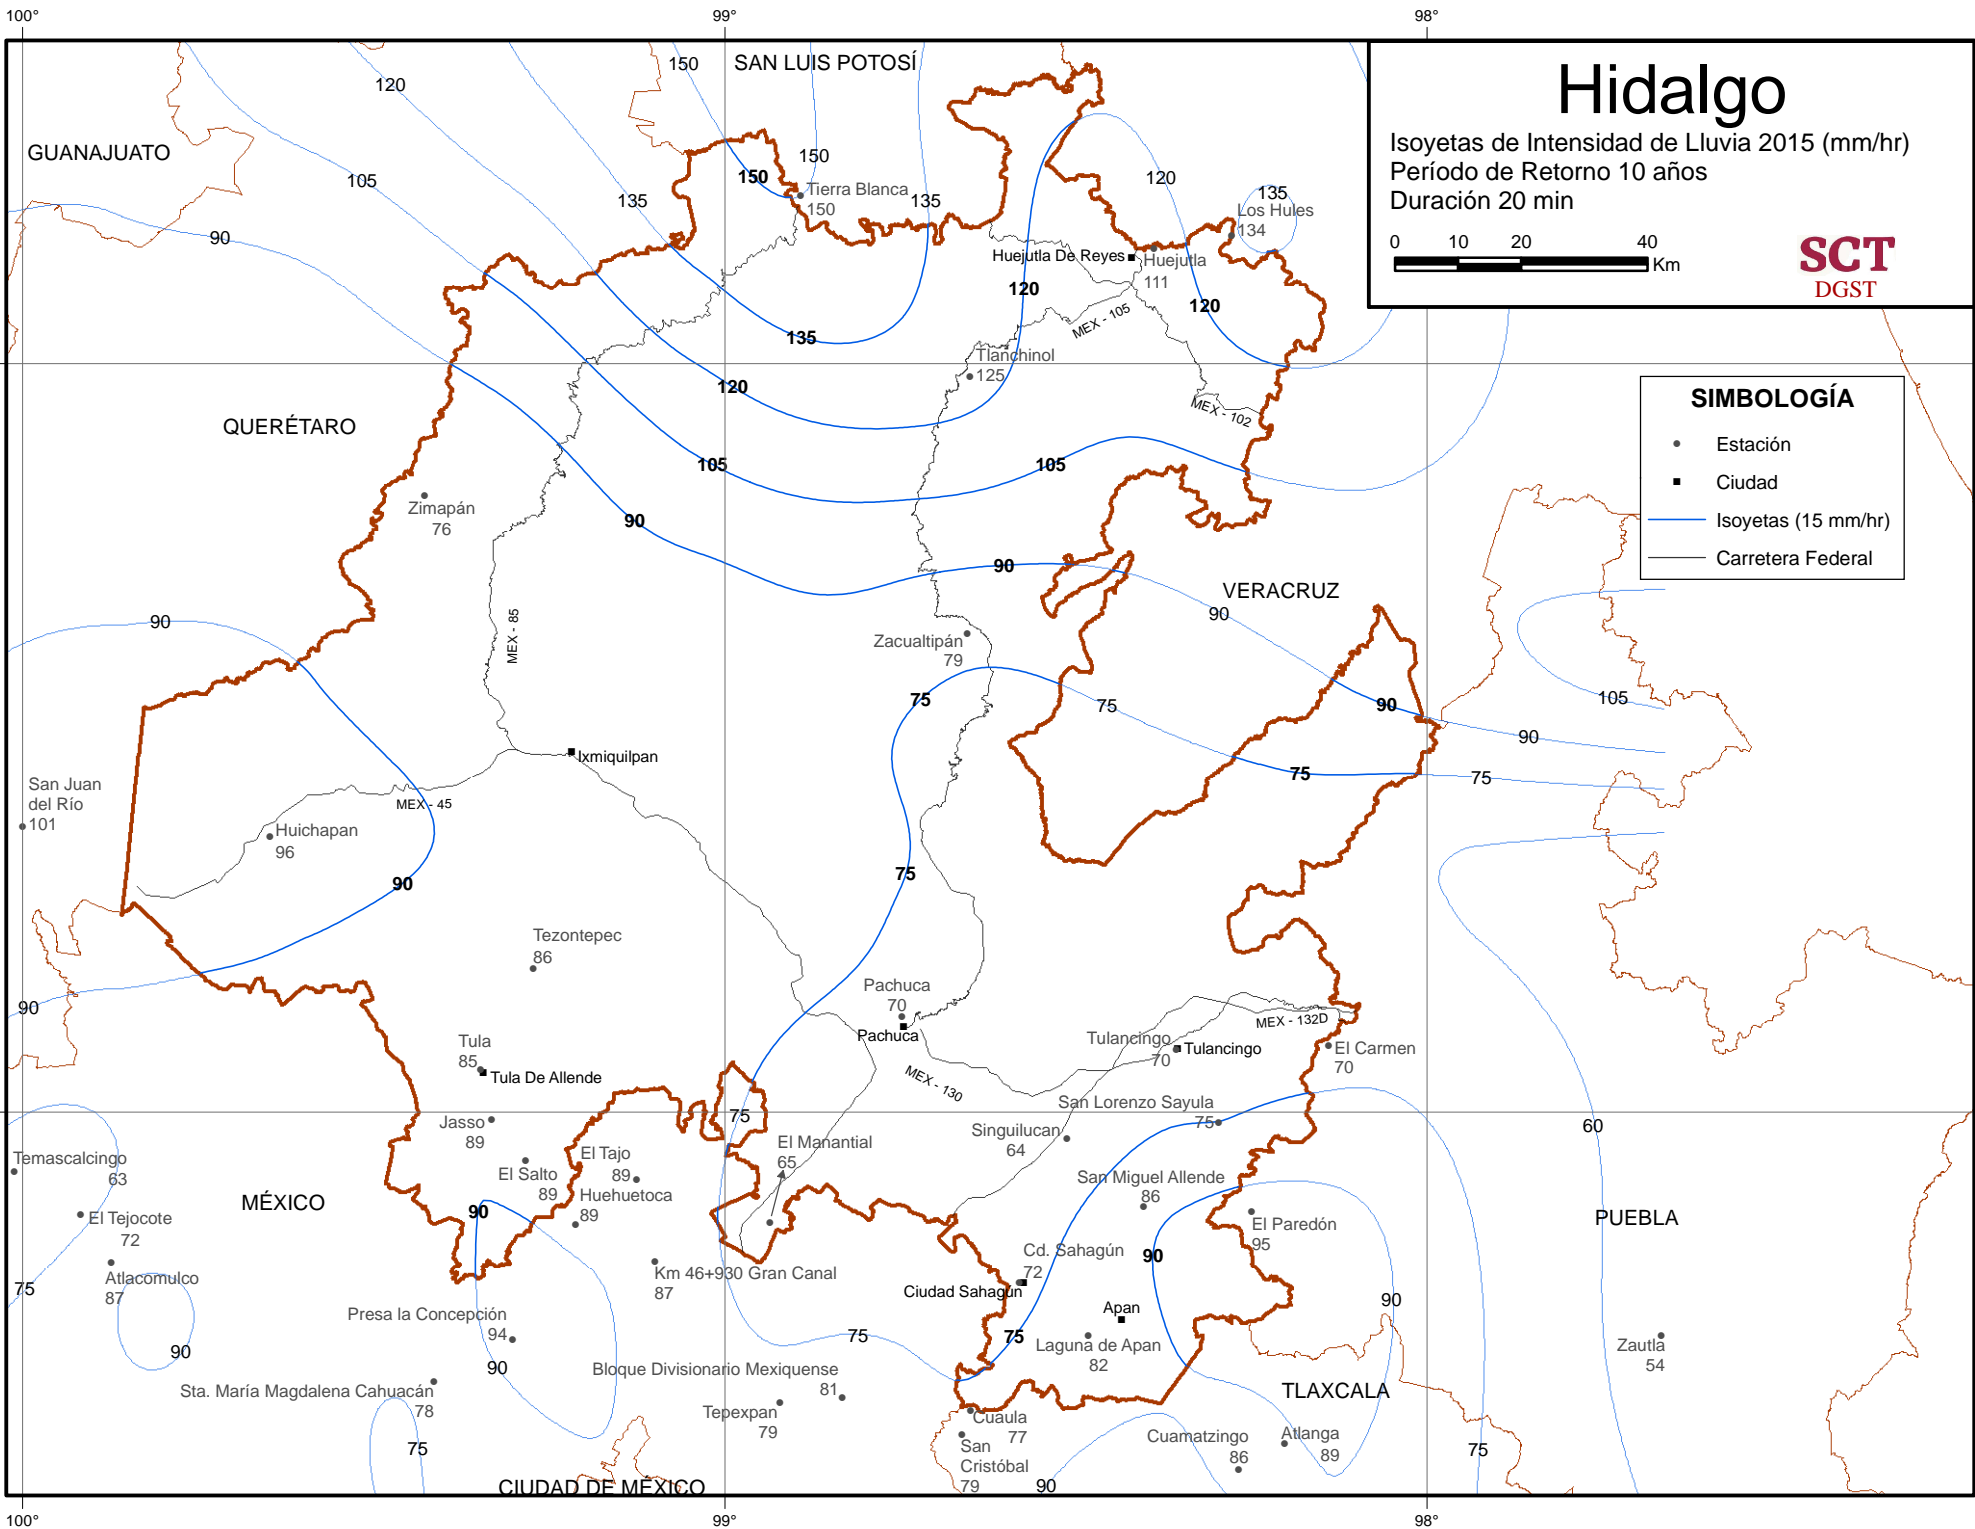 100°
99°
98°
Hidalgo
Isoyetas de Intensidad de Lluvia 2015 (mm/hr)
Período de Retorno 10 años
Duración 20 min
0 10 20 40
Km
SCT
DGST
SIMBOLOGÍA
Estación
Ciudad
Isoyetas (15 mm/hr)
Carretera Federal
SAN LUIS POTOSÍ
150
120
GUANAJUATO
150
150
105
120
135
Tierra Blanca
150
135
135
Los Hules
134
90
Huejutla De Reyes
Huejutla
111
120
120
MEX - 105
135
Tlanchinol
125
120
MEX - 102
QUERÉTARO
105
105
Zimapán
76
90
90
VERACRUZ
90
90
MEX - 85
Zacualtipán
79
75
75
90
105
90
75
75
Ixmiquilpan
San Juan
del Río
101
MEX - 45
Huichapan
96
90
75
Tezontepec
86
90
Pachuca
70
Pachuca
MEX - 132D
Tula
85
Tula De Allende
Tulancingo
70
Tulancingo
El Carmen
70
MEX - 130
San Lorenzo Sayula
75
75
60
Jasso
89
Singuilucan
64
El Manantial
65
Temascalcingo
63
El Salto
89
El Tajo
89
San Miguel Allende
86
MÉXICO
90
Huehuetoca
89
El Tejocote
72
El Paredón
95
PUEBLA
Atlacomulco
87
75
Km 46+930 Gran Canal
87
Cd. Sahagún
72
Ciudad Sahagún
90
Apan
90
Presa la Concepción
94
75
75
Laguna de Apan
82
Zautla
54
90
90
Bloque Divisionario Mexiquense
81
Sta. María Magdalena Cahuacán
78
TLAXCALA
Tepexpan
79
Cuaula
77
San
Cristóbal
79
Cuamatzingo
86
Atlanga
89
75
75
90
CIUDAD DE MÉXICO
100°
99°
98°